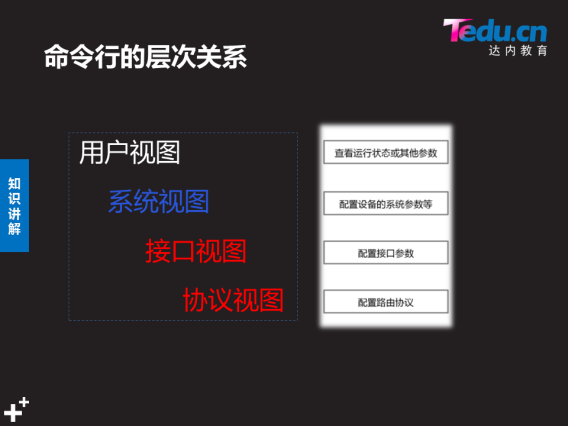 Tedu.cn
达内教育
命令行的层次关系
知识讲解
用户视图
系统视图
接口视图
协议视图
查看运行状态或其他参数
配置设备的系统参数等
配置接口参数
配置路由协议